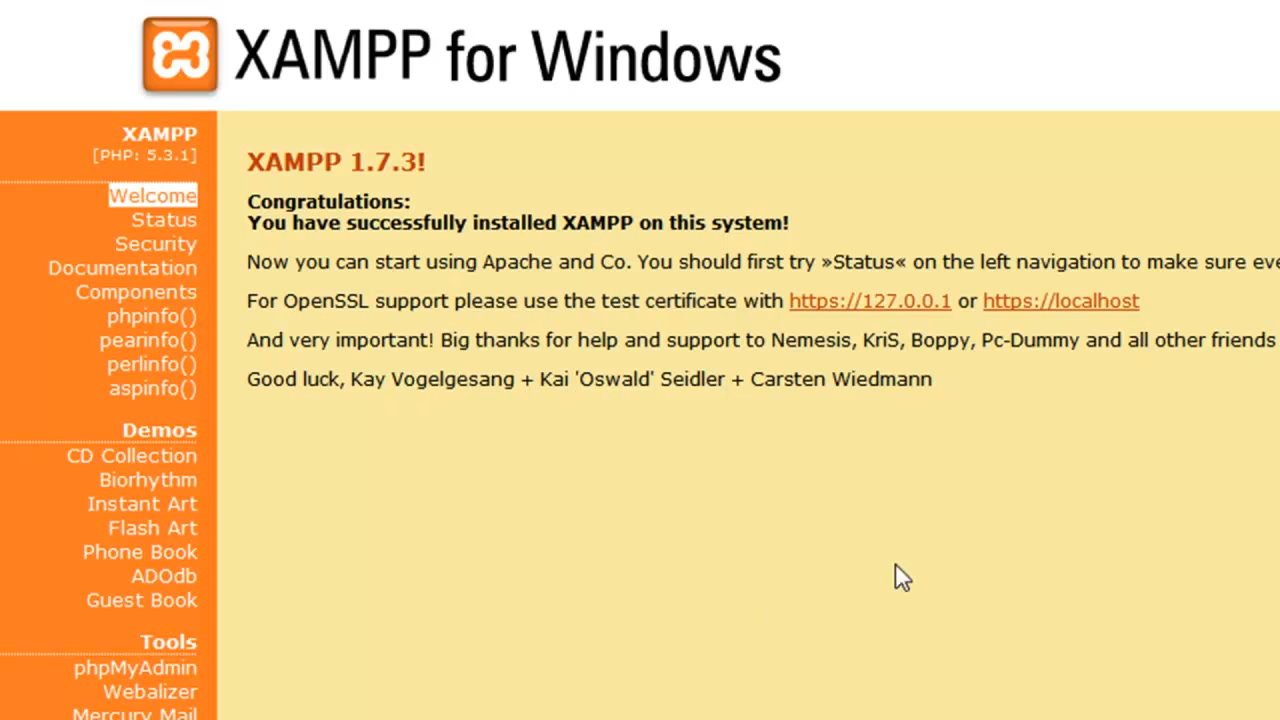 XAMPP for Windows
XAMPP
[PHP: 5.3.1]
Welcome
Status
Security
Documentation
Components
phpinfo()
pearinfo()
perlinfo()
aspinfo()
Demos
CD Collection
Biorhythm
Instant Art
Flash Art
Phone Book
ADOdb
Guest Book
Tools
phpMyAdmin
Webalizer
Mercury Mail
XAMPP 1.7.3!
Congratulations:
You have successfully installed XAMPP on this system!
Now you can start using Apache and Co. You should first try »Status« on the left navigation to make sure eve
For OpenSSL support please use the test certificate with https://127.0.0.1 or https://localhost
And very important! Big thanks for help and support to Nemesis, KriS, Boppy, Pc-Dummy and all other friends
Good luck, Kay Vogelgesang + Kai 'Oswald' Seidler + Carsten Wiedmann